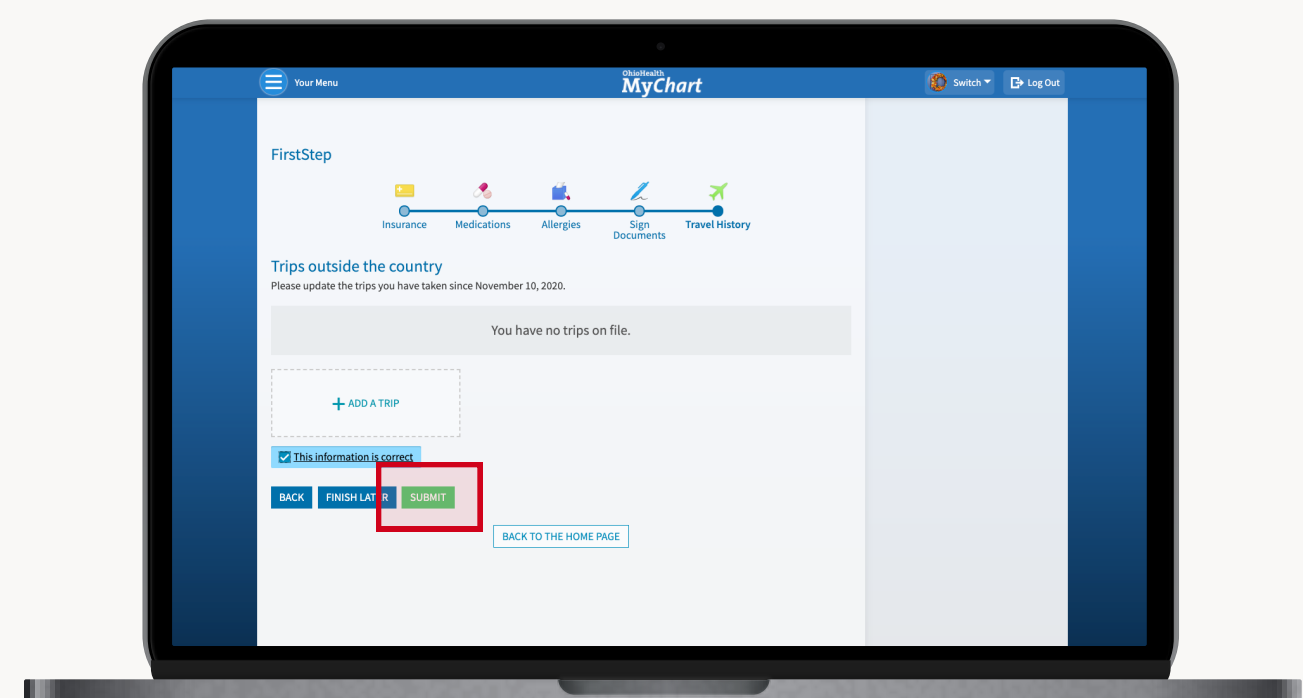 Your Menu
OhioHealth
MyChart
Switch
Log Out
FirstStep
Insurance
Medications
Allergies
Sign
Documents
Travel History
Trips outside the country
Please update the trips you have taken since November 10, 2020.
You have no trips on file.
ADD A TRIP
This information is correct
BACK
FINISH LATER
SUBMIT
BACK TO THE HOME PAGE